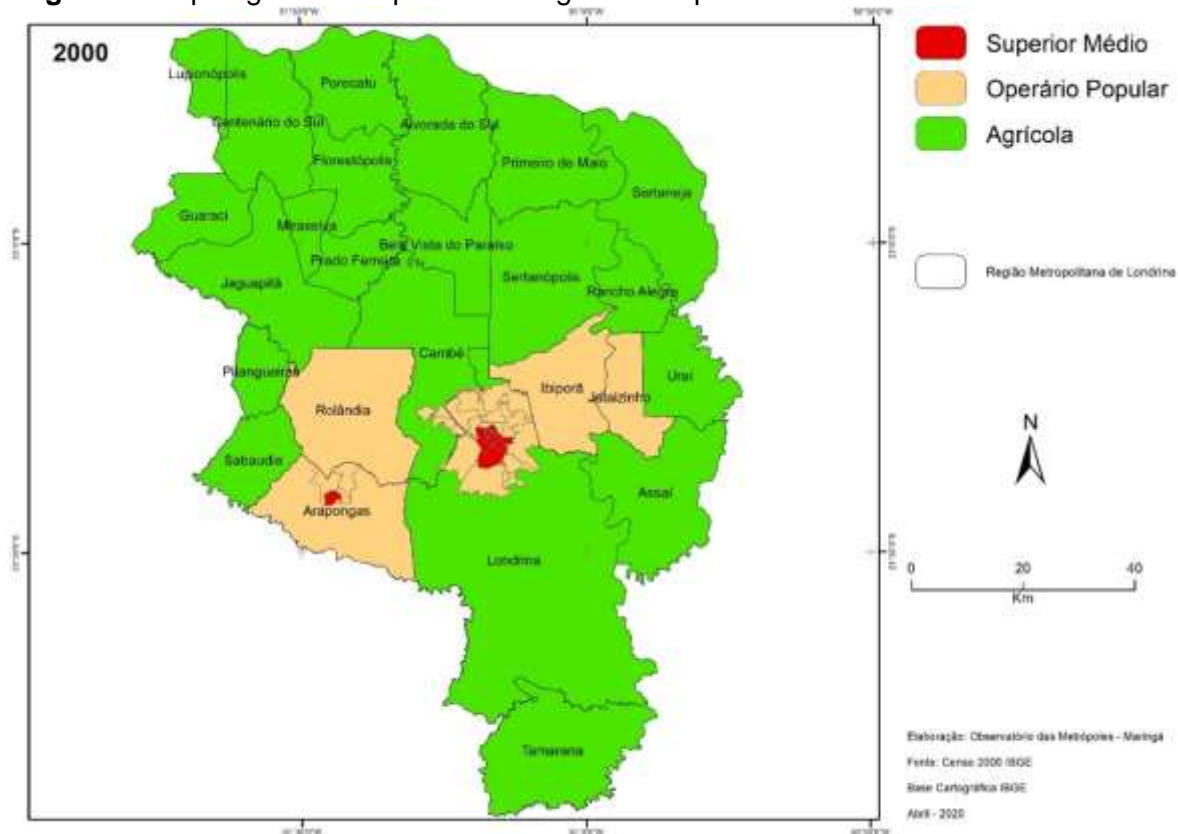 2000
Superior Médio
Operário Popular
Agrícola
Região Metropolitana de Londrina
Lupionópolis
Porecatu
Centenário do Sul
Alvorada do Sul
Florestópolis
Primeiro de Maio
Sertaneja
Guaraci
Miraselva
Bela Vista do Paraíso
Prado Ferreira
Jaguapitã
Sertanópolis
Rancho Alegre
Cambé
Pitangueiras
Ibiporã
Uraí
Jataizinho
Rolândia
Sabaudia
Assaí
Arapongas
Londrina
Tamarana
N
0 20 40
Km
Elaboração: Observatório das Metrópoles - Maringá
Fonte: Censo 2000 IBGE
Base Cartográfica IBGE
Abril - 2020